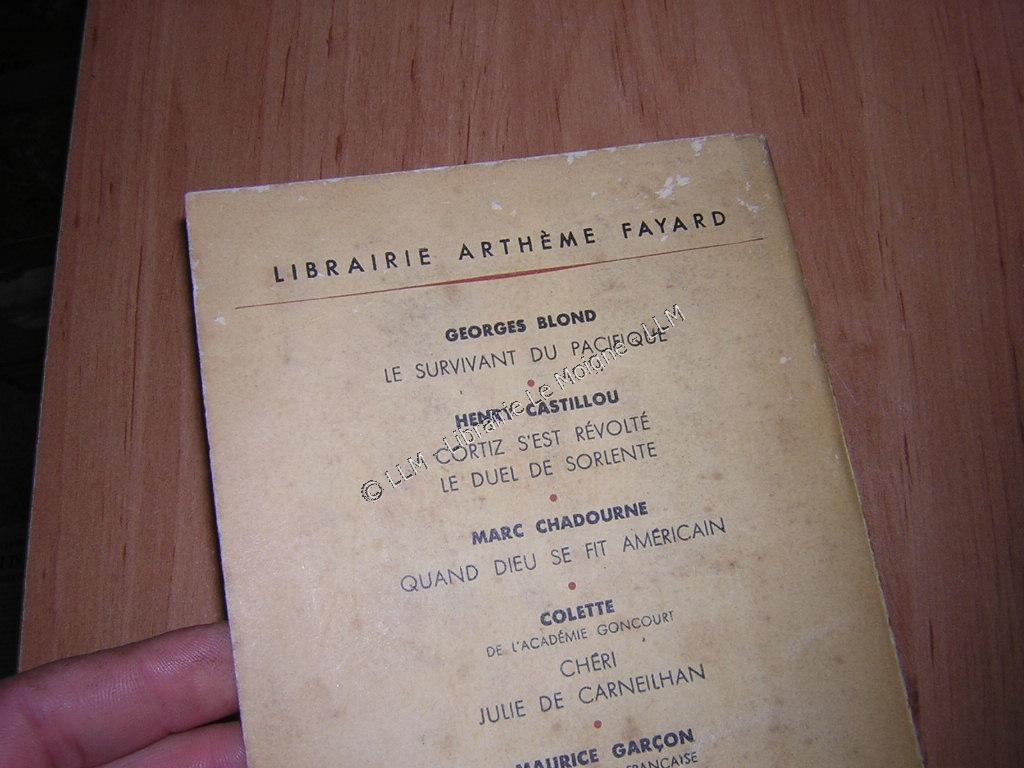 LIBRAIRIE ARTHÈME FAYARD
GEORGES BLOND
LE SURVIVANT DU PACIFIQUE
HENRY CASTILLOU
CORTIZ S'EST RÉVOLTÉ
LE DUEL DE SORLENTE
MARC CHADOURNE
QUAND DIEU SE FIT AMÉRICAIN
COLETTE
DE L'ACADÉMIE GONCOURT
CHÉRI
JULIE DE CARNEILHAN
MAURICE GARÇON
FRANÇAISE
© LLM - Librairie Le Moigne - LLM